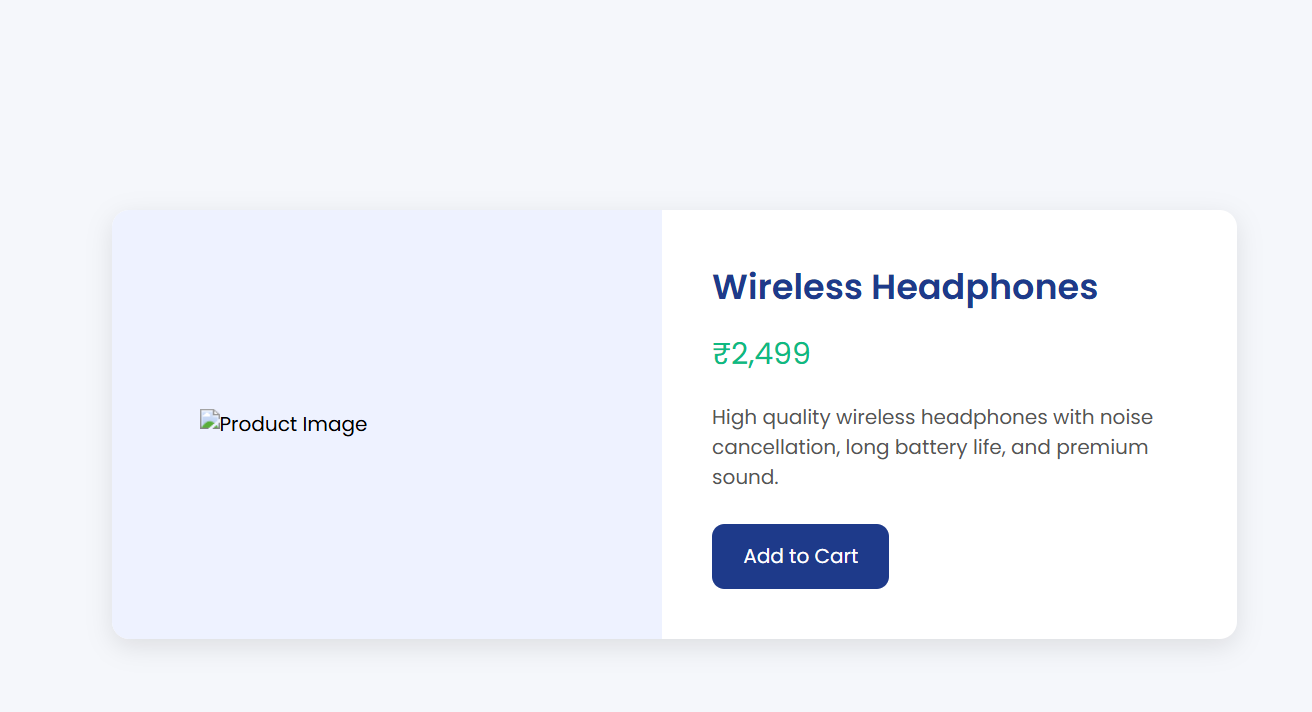 Product Image
Wireless Headphones
₹2,499
High quality wireless headphones with noise
cancellation, long battery life, and premium
sound.
Add to Cart